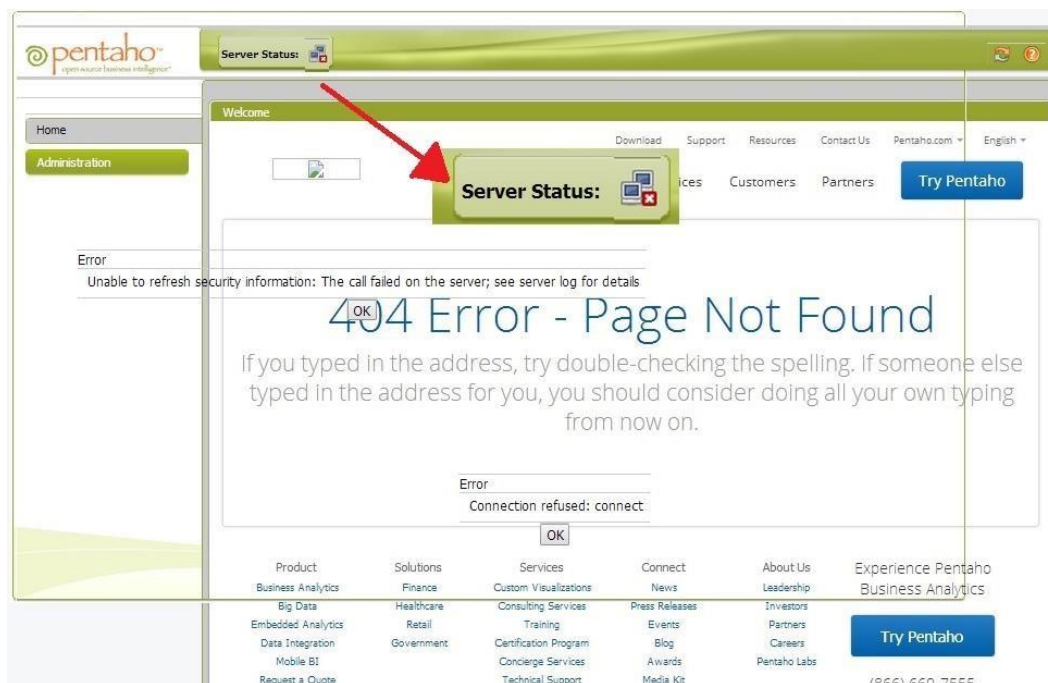 pentaho™
open source business intelligence™
Server Status:
Welcome
Home
Administration
Download Support Resources Contact Us Pentaho.com English
Server Status:
ices Customers Partners Try Pentaho
Error
Unable to refresh security information: The call failed on the server; see server log for details
OK
404 Error - Page Not Found
If you typed in the address, try double-checking the spelling. If someone else
typed in the address for you, you should consider doing all your own typing
from now on.
Error
Connection refused: connect
OK
Product Solutions Services Connect About Us Experience Pentaho
Business Analytics
Business Analytics Finance Custom Visualizations News Leadership
Big Data Healthcare Consulting Services Press Releases Investors
Embedded Analytics Retail Training Events Partners
Data Integration Government Certification Program Blog Careers
Try Pentaho
Mobile BI Concierge Services Awards Pentaho Labs
Request a Quote Technical Support Media Kit
(866) 660-7555